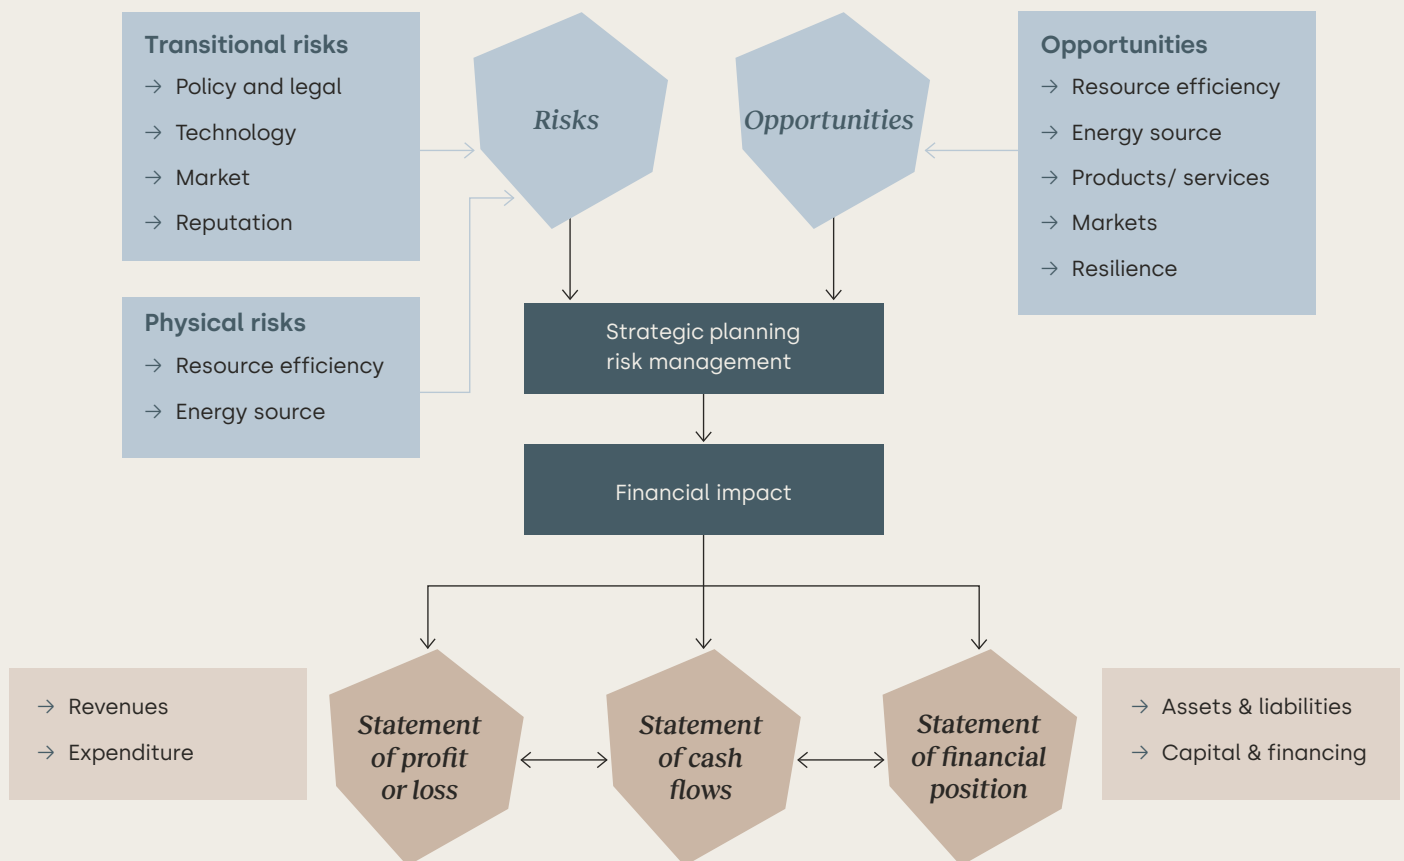 Transitional risks
→ Policy and legal
→ Technology
→ Market
→ Reputation
Physical risks
→ Resource efficiency
→ Energy source
Risks
Opportunities
Opportunities
→ Resource efficiency
→ Energy source
→ Products/ services
→ Markets
→ Resilience
Strategic planning
risk management
Financial impact
→ Revenues
→ Expenditure
Statement
of profit
or loss
Statement
of cash
flows
Statement
of financial
position
→ Assets & liabilities
→ Capital & financing